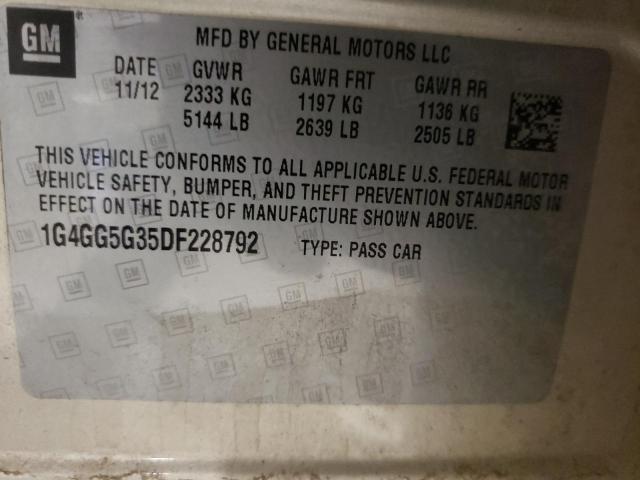 GM
MFD BY GENERAL MOTORS LLC
DATE GVWR GAWR FRT GAWR RR
11/12 2333 KG 1197 KG 1136 KG
5144 LB 2639 LB 2505 LB
THIS VEHICLE CONFORMS TO ALL APPLICABLE U.S. FEDERAL MOTOR
VEHICLE SAFETY, BUMPER, AND THEFT PREVENTION STANDARDS IN
EFFECT ON THE DATE OF MANUFACTURE SHOWN ABOVE.
1G4GG5G35DF228792 TYPE: PASS CAR